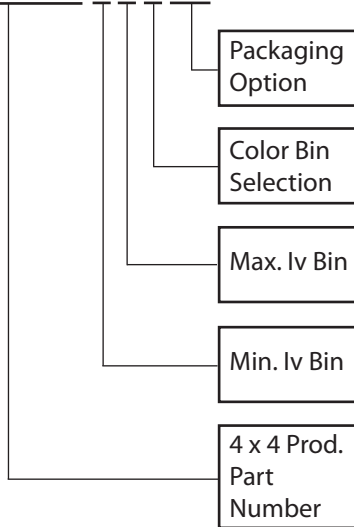 Packaging
Option
Color Bin
Selection
Max. Iv Bin
Min. Iv Bin
4 x 4 Prod.
Part
Number